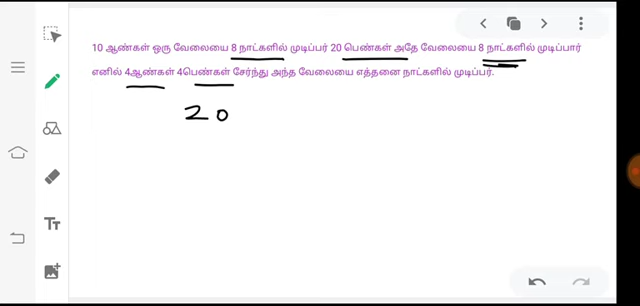 10 ஆண்கள் ஒரு வேலையை 8 நாட்களில் முடிப்பர் 20 பெண்கள் அதே வேலையை 8 நாட்களில் முடிப்பார்
எனில் 4ஆண்கள் 4பெண்கள் சேர்ந்து அந்த வேலையை எத்தனை நாட்களில் முடிப்பர்.
20
Tт